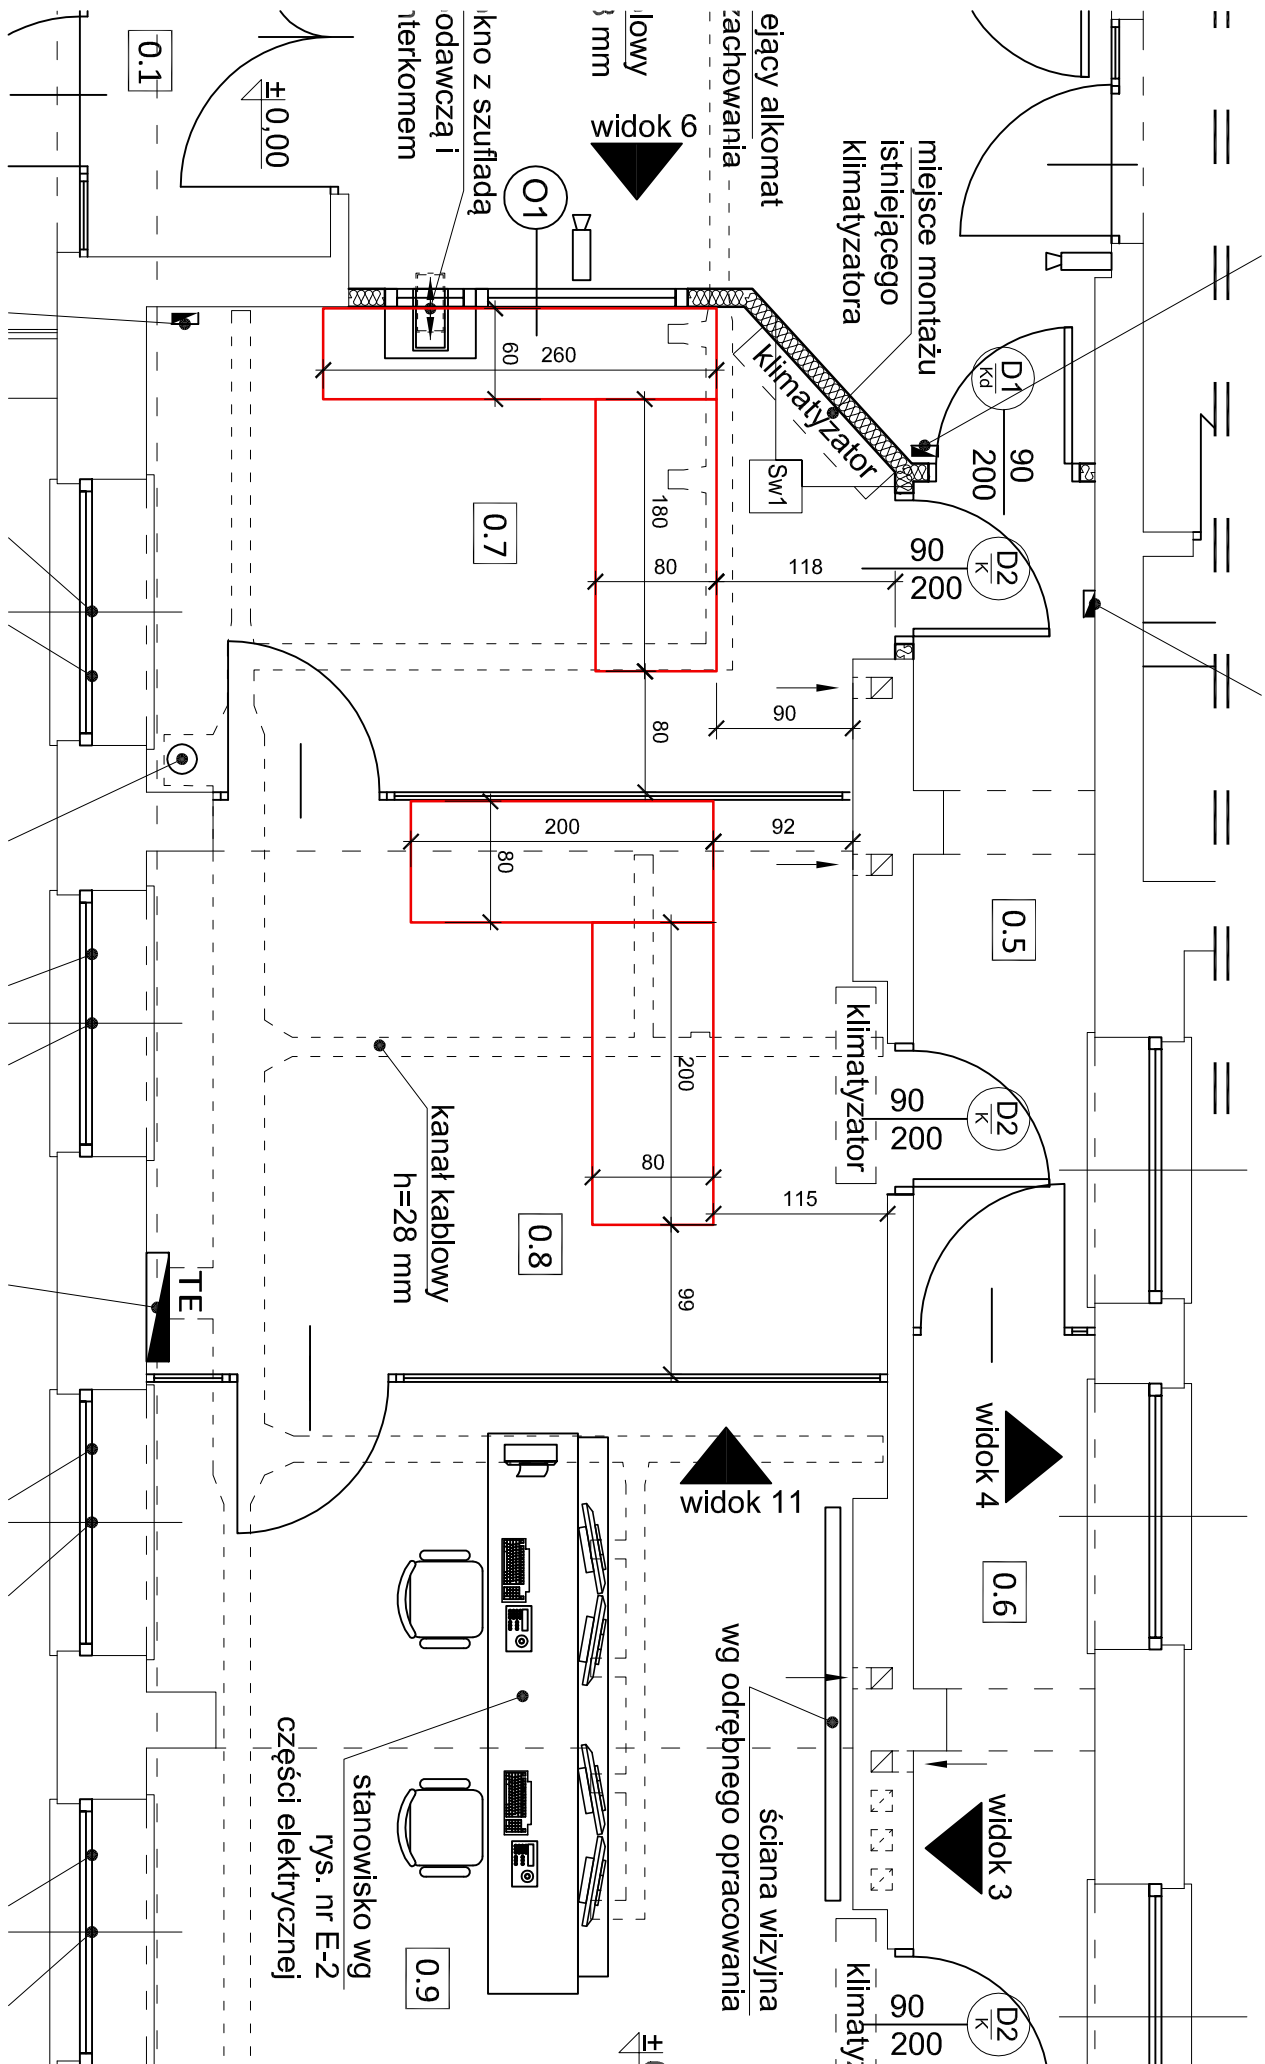 0.1
± 0,00
okno z szufladą
odawczą i
nterkomem
lowy
mm
widok 6
ejący alkomat
zachowania
O1
miejsce montażu
istniejącego
klimatyzatora
klimatyzator
Sw1
D1
Kd
90
200
60
260
180
80
118
0.7
90
200
D2
K
80
90
200
92
80
0.5
klimatyzator
90
200
D2
K
200
80
115
kanał kablowy
h=28 mm
0.8
TE
99
widok 11
widok 4
0.6
wg odrębnego opracowania
ściana wizyjna
widok 3
stanowisko wg
rys. nr E-2
części elektrycznej
0.9
klimaty
90
200
D2
K
±